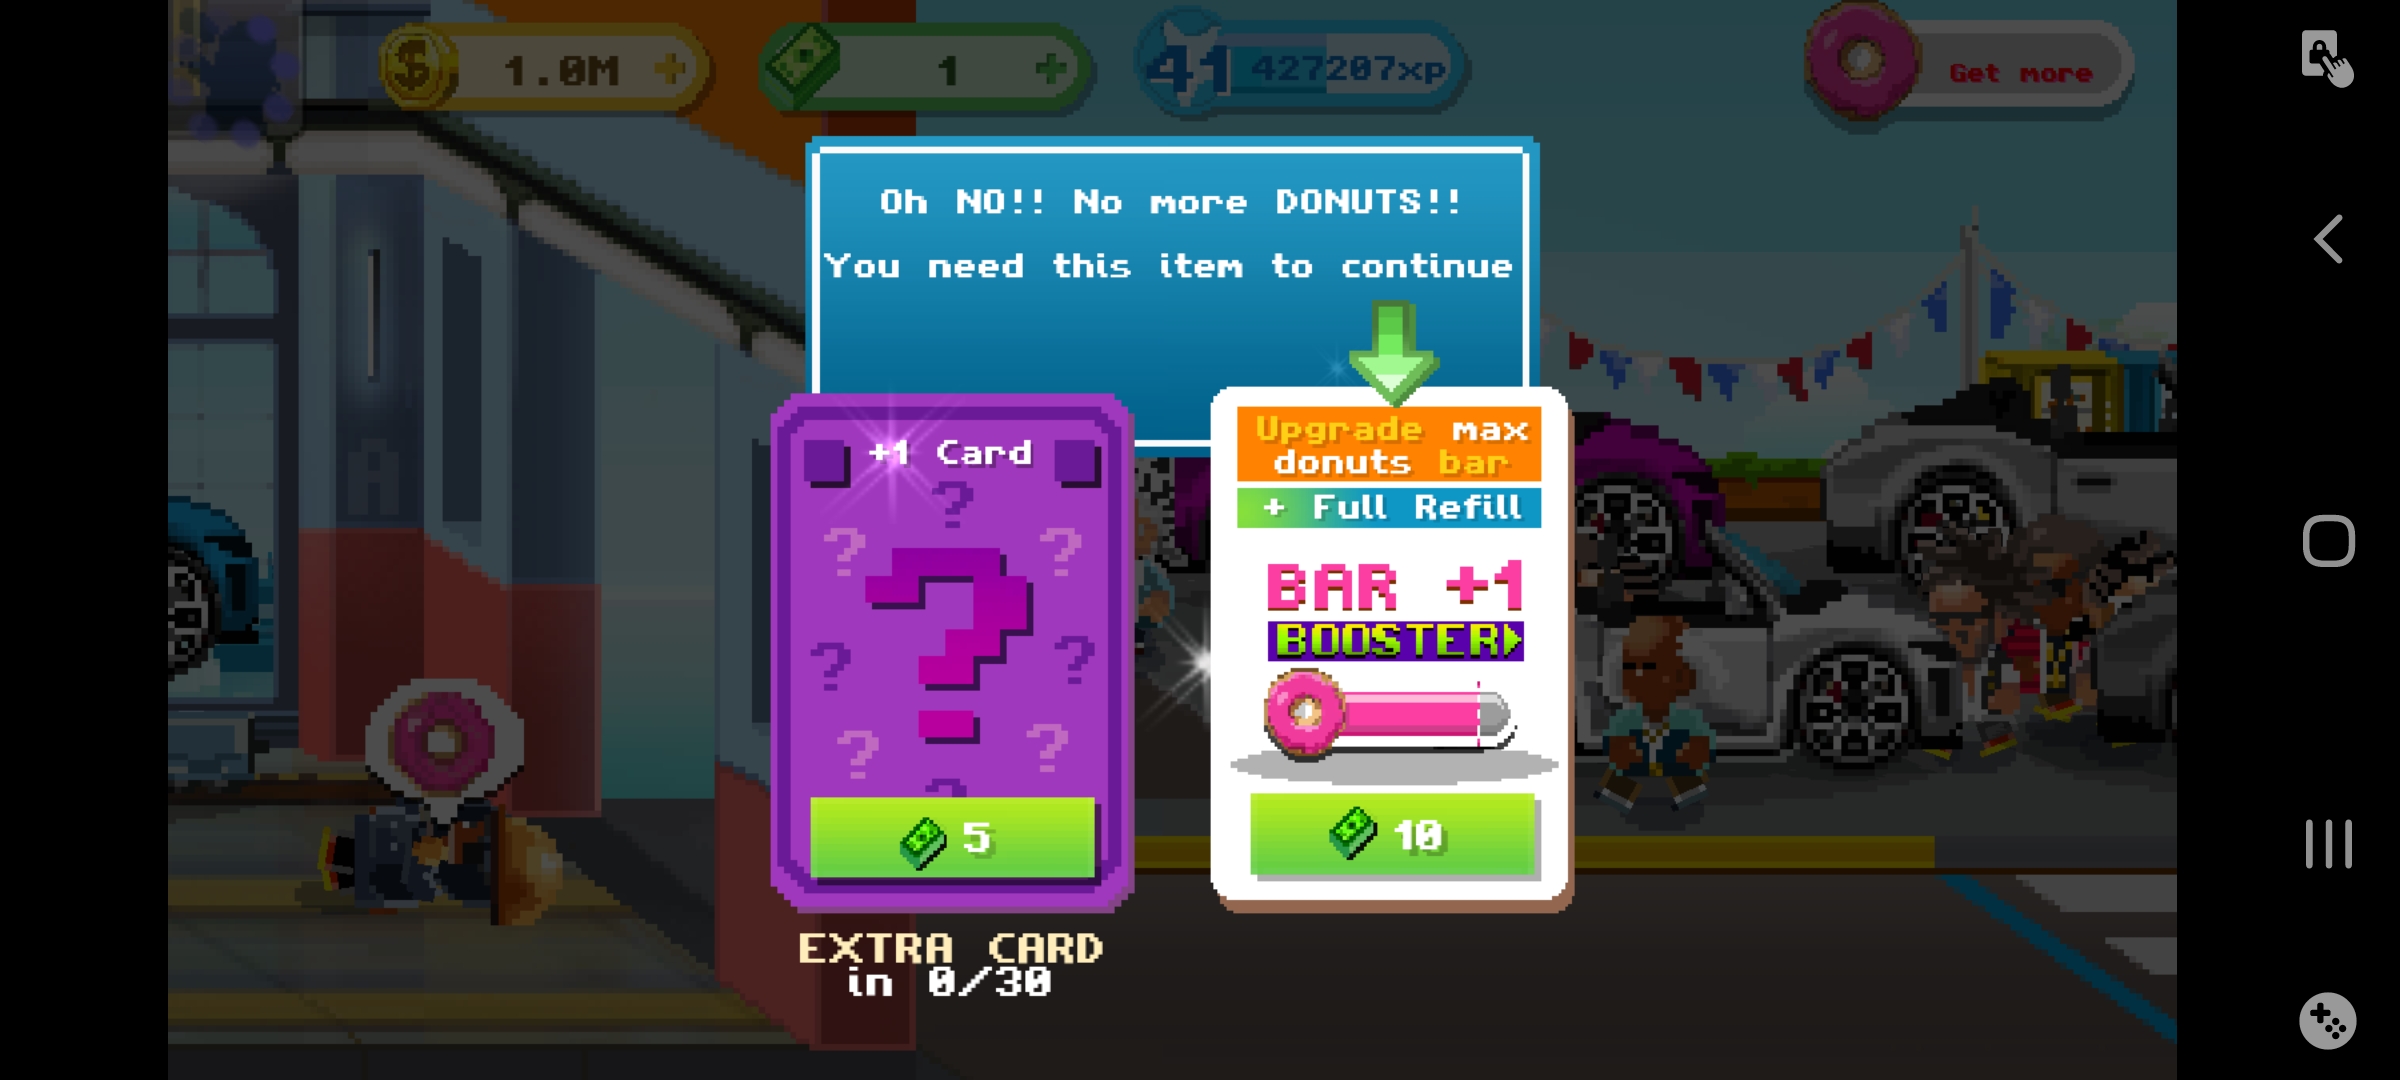 1.0M +
1 +
41 427207xp
Get more
Oh NO!! No more DONUTS!!
You need this item to continue
+1 Card
?
5
EXTRA CARD
in 0/30
Upgrade max
donuts bar
+ Full Refill
BAR +1
BOOSTER
10